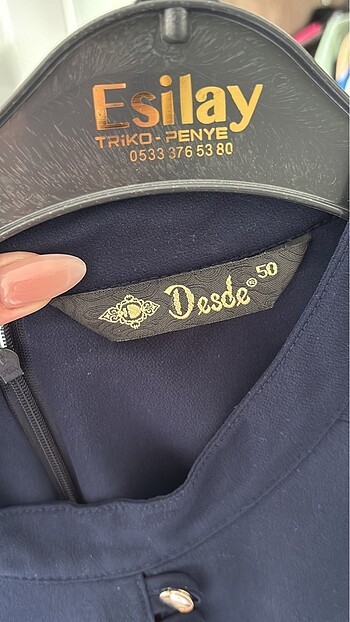 Esilay
TRİKO - PENYE
0533 376 53 80
Desde® 50